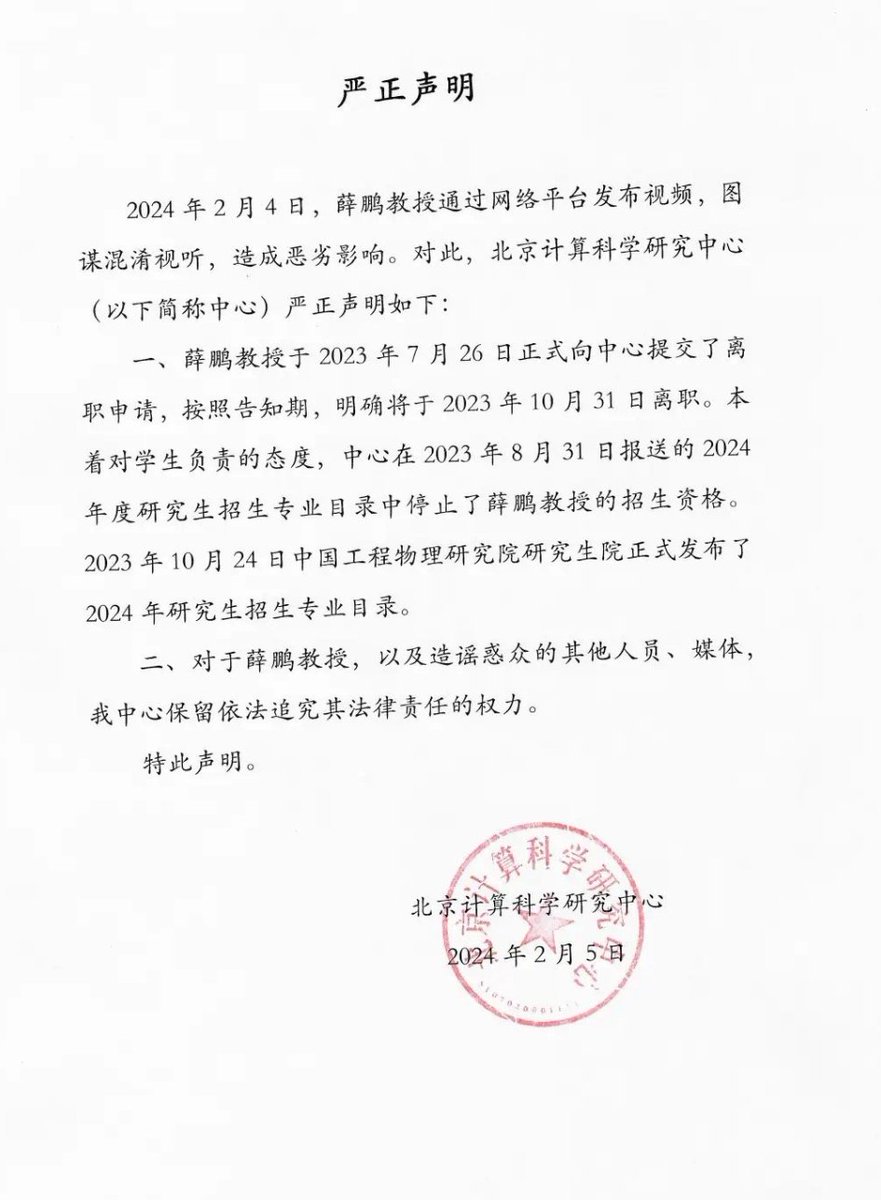 严正声明
2024 年 2 月 4 日，薛鹏教授通过网络平台发布视频，图
谋混淆视听，造成恶劣影响。对此，北京计算科学研究中心
（以下简称中心）严正声明如下：
一、薛鹏教授于 2023 年 7 月 26 日正式向中心提交了离
职申请，按照告知期，明确将于 2023 年 10 月 31 日离职。本
着对学生负责的态度，中心在 2023 年 8 月 31 日报送的 2024
年度研究生招生专业目录中停止了薛鹏教授的招生资格。
2023 年 10 月 24 日中国工程物理研究院研究生院正式发布了
2024 年研究生招生专业目录。
二、对于薛鹏教授，以及造谣惑众的其他人员、媒体，
我中心保留依法追究其法律责任的权力。
特此声明。
北京计算科学研究中心
北京计算科学研究中心
2024 年 2 月 5 日